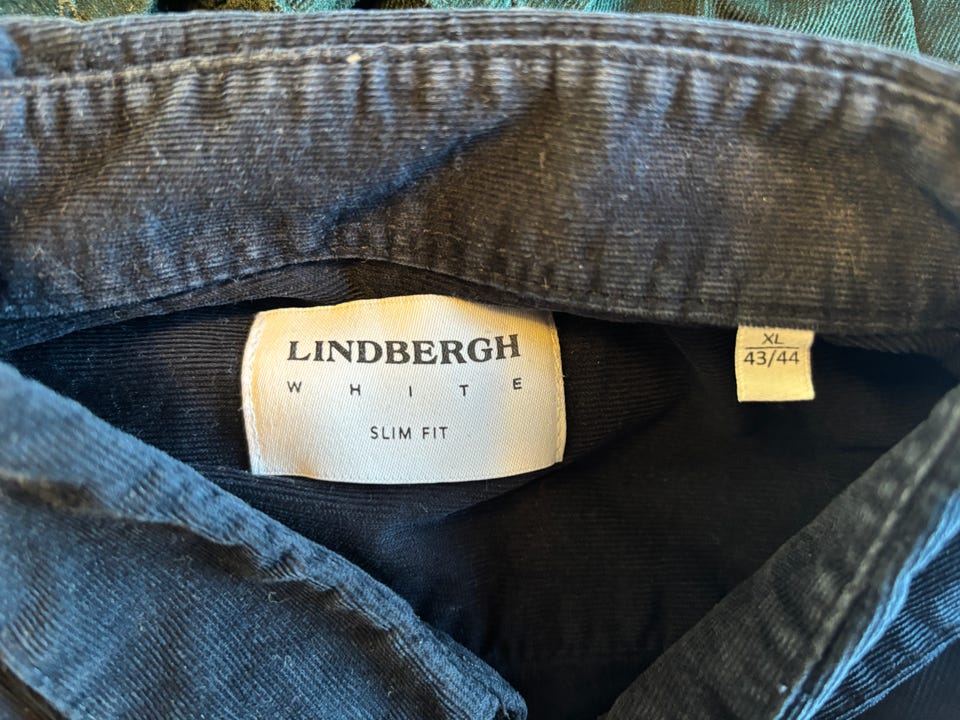 LINDBERGH
WHITE
SLIM FIT
XL
43/44